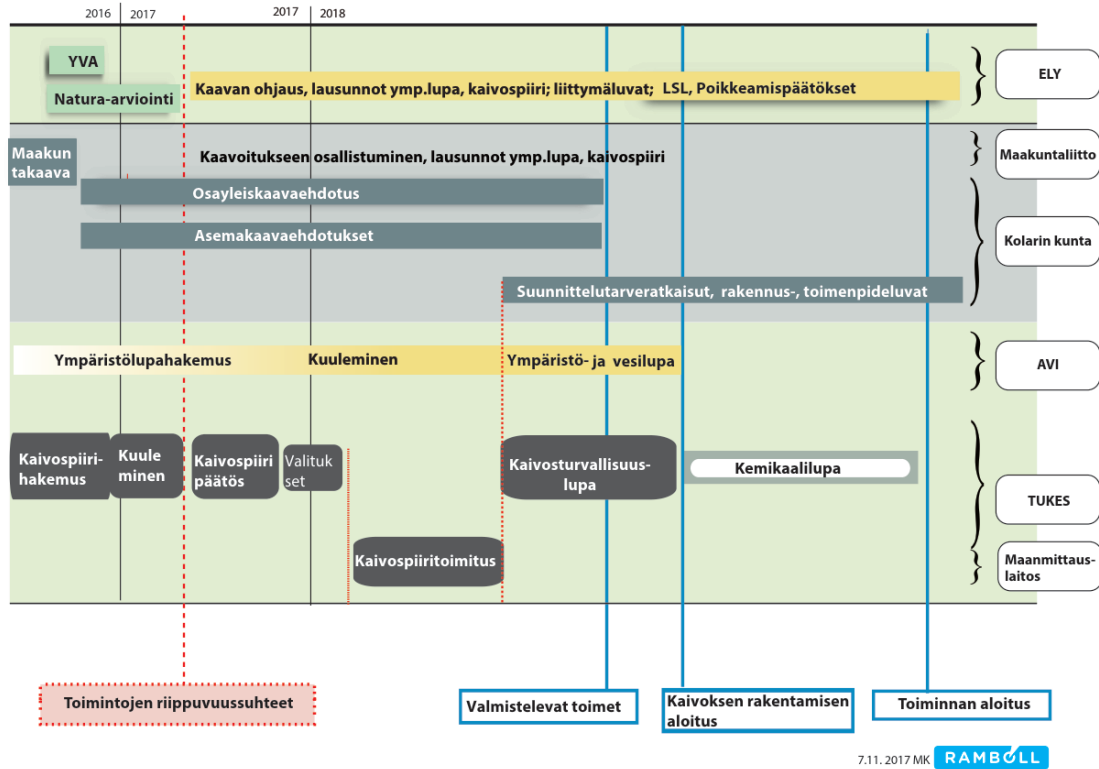 2016 2017
2017 2018
YVA
Natura-arviointi
Kaavan ohjaus, lausunnot ymp.lupa, kaivospiiri; liittymäluvat; LSL, Poikkeamispäätökset
ELY
Maakun
takaava
Kaavoitukseen osallistuminen, lausunnot ymp.lupa, kaivospiiri
Maakuntaliitto
Osayleiskaavaehdotus
Asemakaavaehdotukset
Kolarin kunta
Suunnittelutarveratkaisut, rakennus-, toimenpideluvat
Ympäristölupahakemus
Kuuleminen
Ympäristö- ja vesilupa
AVI
Kaivospiiri-
hakemus
Kuule
minen
Kaivospiiri
päätös
Valituk
set
Kaivosturvallisuus-
lupa
Kemikaalilupa
TUKES
Kaivospiiritoimitus
Maanmittaus-
laitos
Toimintojen riippuvuussuhteet
Valmistelevat toimet
Kaivoksen rakentamisen
aloitus
Toiminnan aloitus
7.11. 2017 MK
RAMBOLL